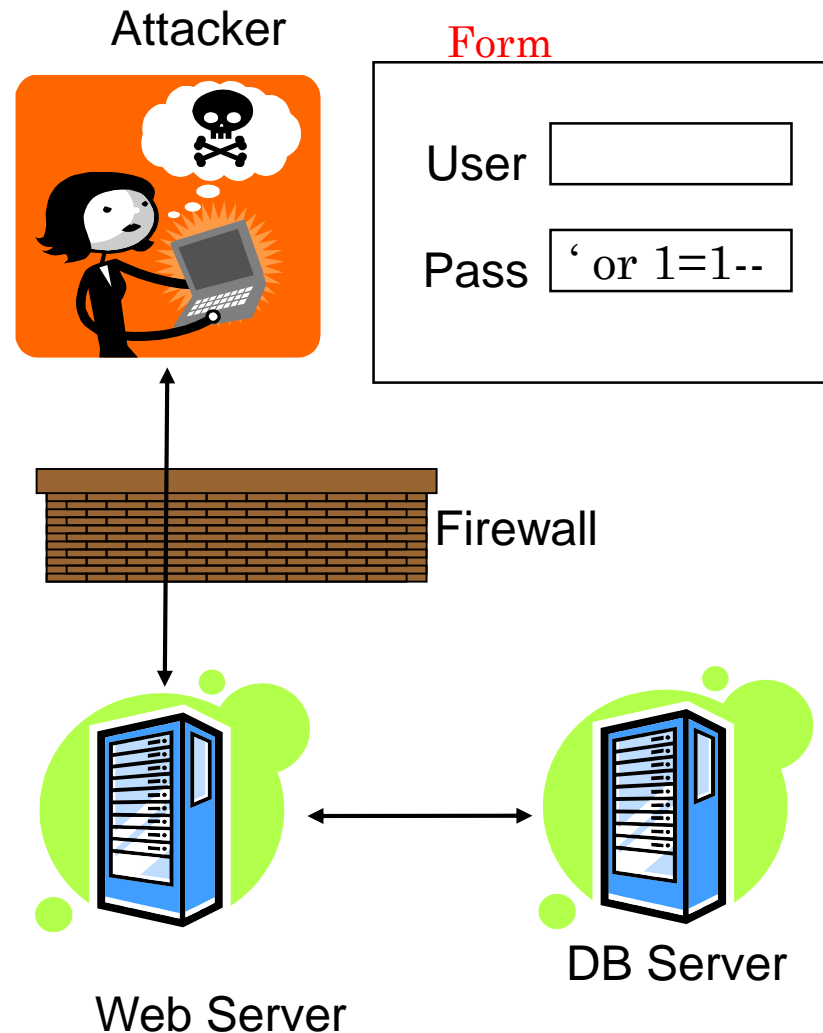 Attacker
Form
User
Pass ‘ or 1=1--
Firewall
DB Server
Web Server